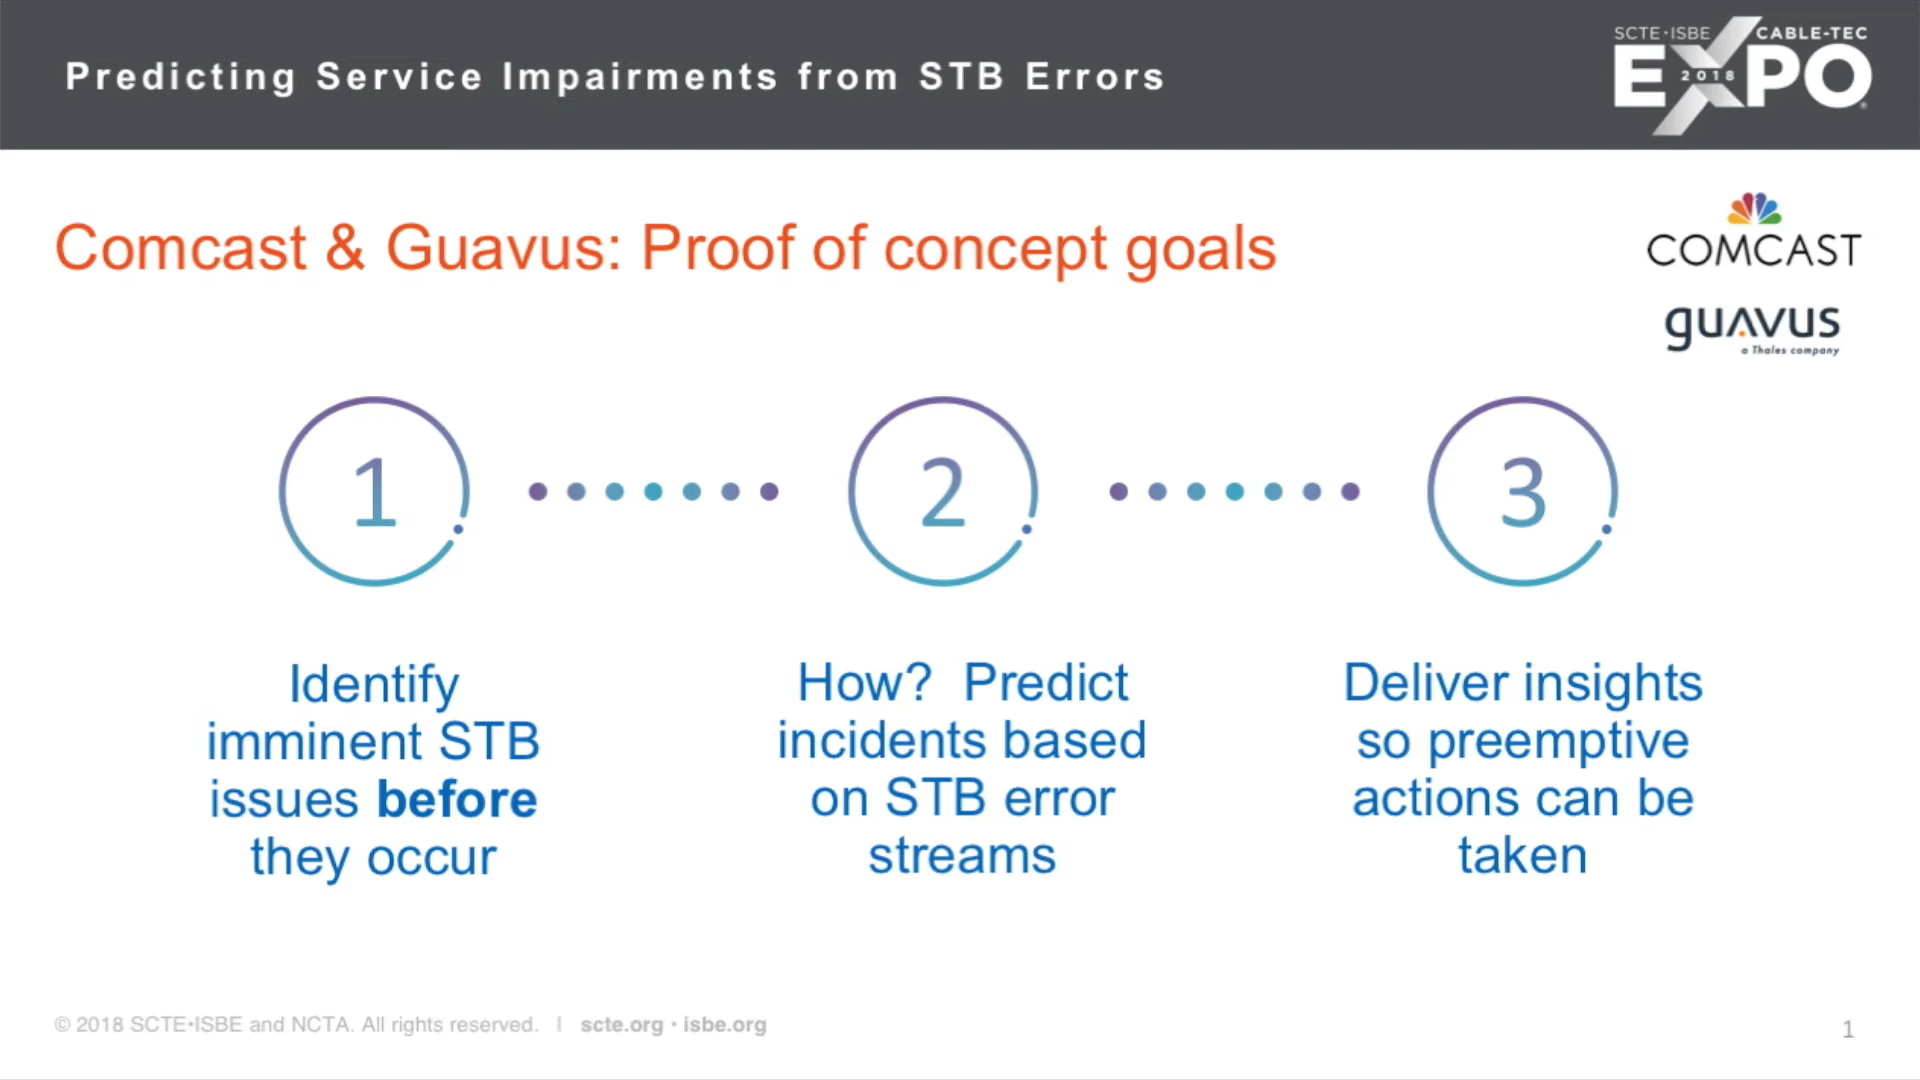 Predicting Service Impairments from STB Errors
SCTE•ISBE CABLE-TEC
EXPO
2018
Comcast & Guavus: Proof of concept goals
COMCAST
guavus
a Thales company
1
2
3
Identify
imminent STB
issues before
they occur
How?  Predict
incidents based
on STB error
streams
Deliver insights
so preemptive
actions can be
taken
© 2018 SCTE•ISBE and NCTA. All rights reserved. | scte.org • isbe.org
1